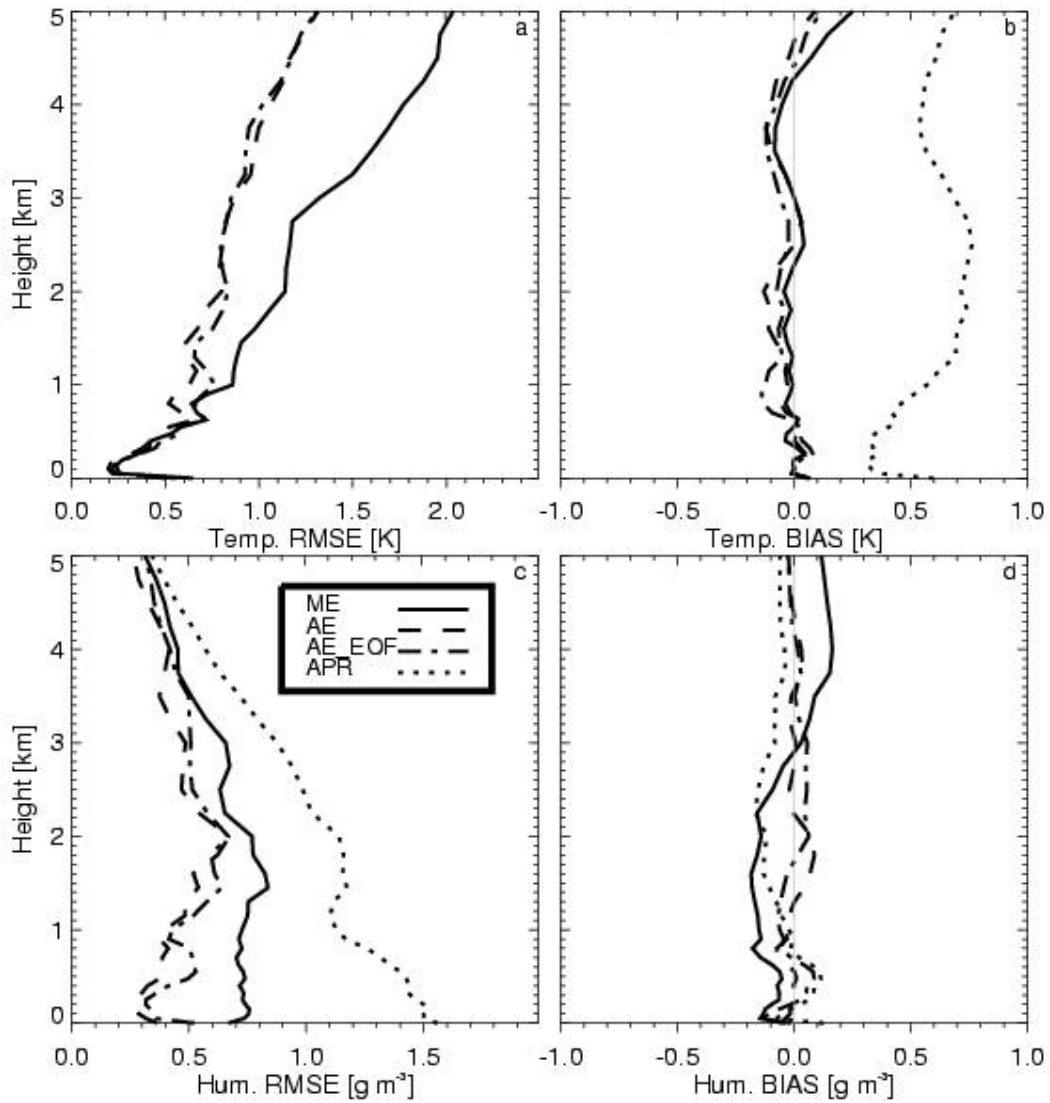 a
b
5
4
3
2
1
0
Height [km]
0.0 0.5 1.0 1.5 2.0
-1.0 -0.5 0.0 0.5 1.0
Temp. RMSE [K]
Temp. BIAS [K]
c
d
ME
AE
AE_EOF
APR
5
4
3
2
1
0
Height [km]
0.0 0.5 1.0 1.5
-1.0 -0.5 0.0 0.5 1.0
Hum. RMSE [g m⁻³]
Hum. BIAS [g m⁻³]